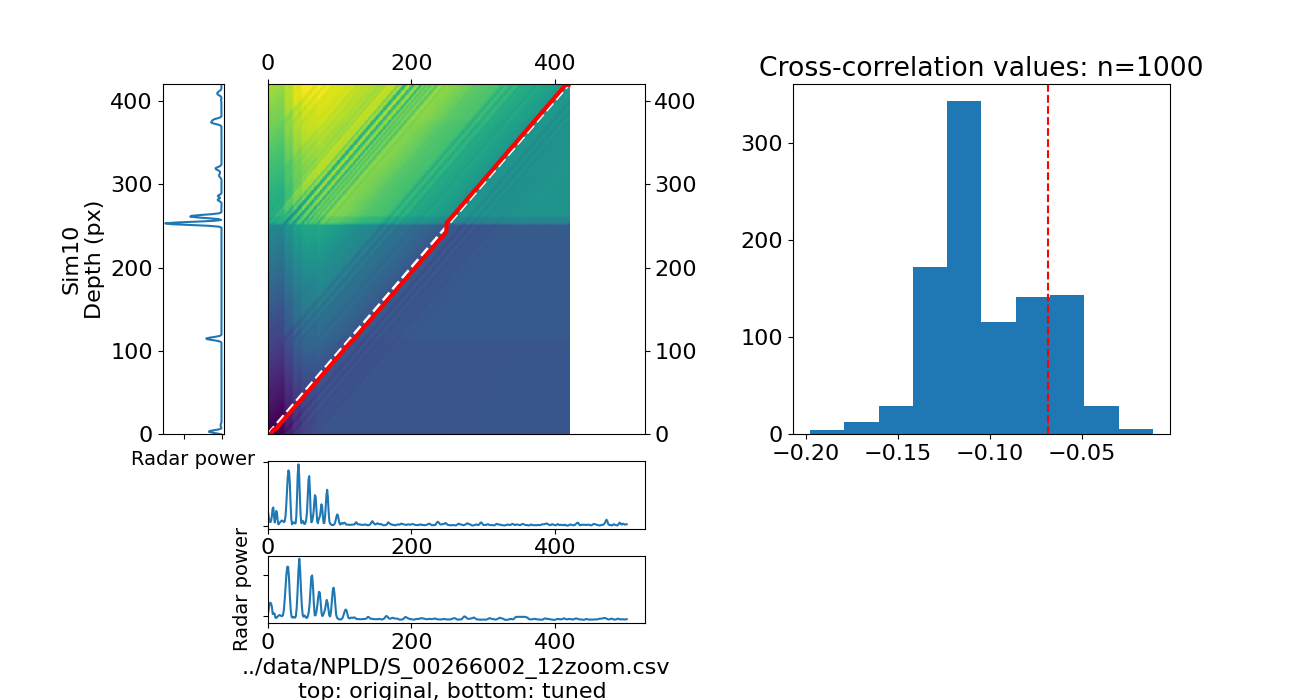 Cross-correlation values: n=1000
0 200 400
400 400
300 300
200 200
100 100
0 0
Sim10
Depth (px)
Radar power
300
200
100
0
−0.20 −0.15 −0.10 −0.05
0 200 400
Radar power
0 200 400
../data/NPLD/S_00266002_12zoom.csv
top: original, bottom: tuned